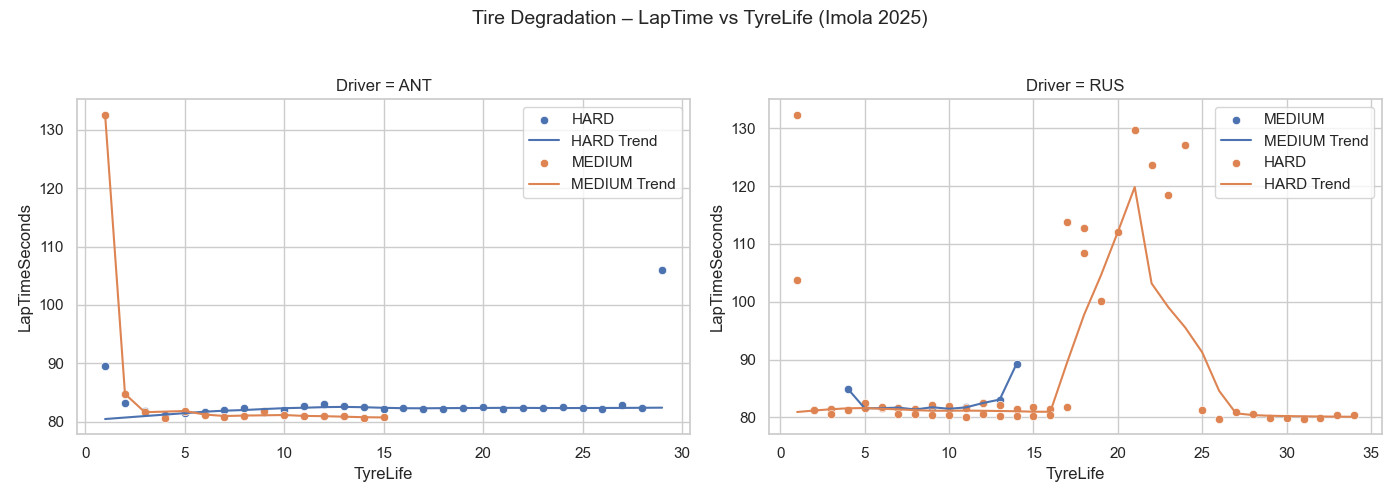 Tire Degradation – LapTime vs TyreLife (Imola 2025)
Driver = ANT
HARD
HARD Trend
MEDIUM
MEDIUM Trend
130
120
110
100
90
80
LapTimeSeconds
0 5 10 15 20 25 30
TyreLife
Driver = RUS
MEDIUM
MEDIUM Trend
HARD
HARD Trend
130
120
110
100
90
80
LapTimeSeconds
0 5 10 15 20 25 30 35
TyreLife